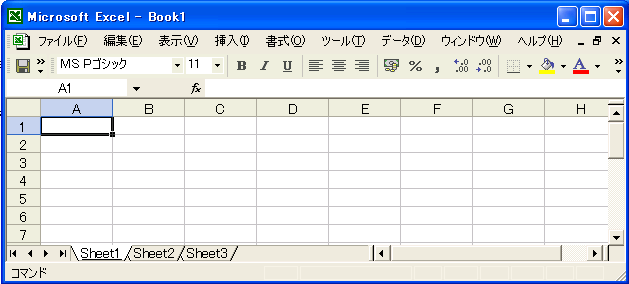 Microsoft Excel - Book1
ファイル(F) 編集(E) 表示(V) 挿入(I) 書式(O) ツール(T) データ(D) ウィンドウ(W) ヘルプ(H)
MS Pゴシック 11 B I U % , .00 .00 A
A1 fx
A B C D E F G H
1
2
3
4
5
6
7
Sheet1 Sheet2 Sheet3
コマンド